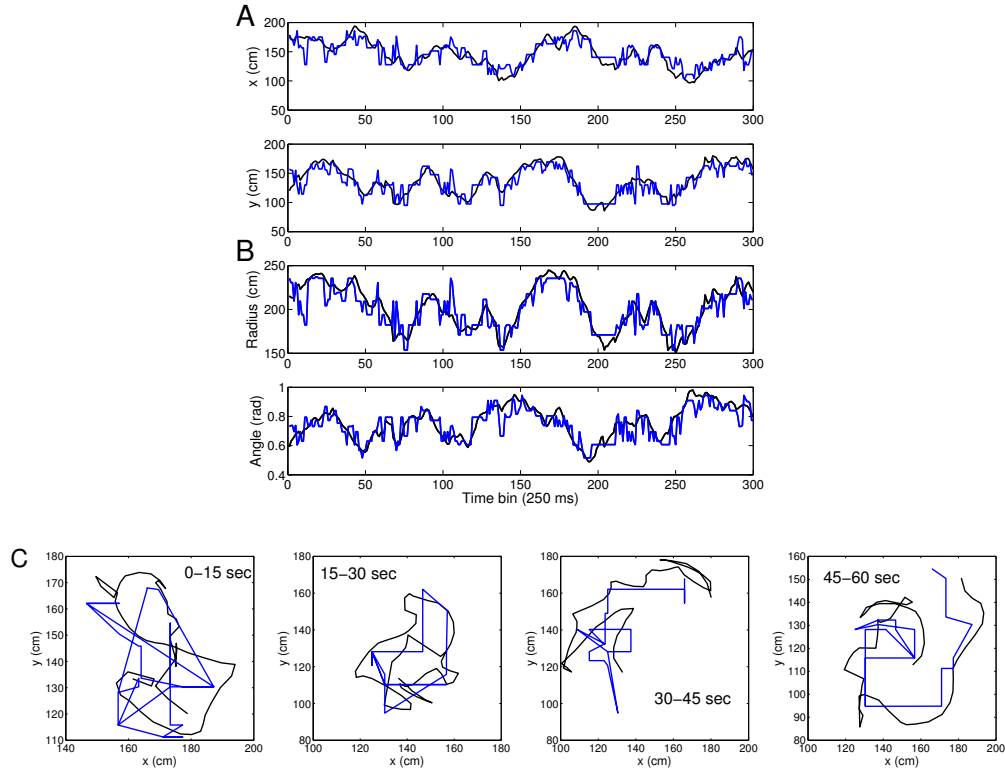 A
200
150
100
50
x (cm)
0 50 100 150 200 250 300
200
150
100
50
y (cm)
0 50 100 150 200 250 300
B
250
200
150
Radius (cm)
0 50 100 150 200 250 300
1
0.8
0.6
0.4
Angle (rad)
0 50 100 150 200 250 300
Time bin (250 ms)
C
0−15 sec
180
170
160
150
140
130
120
110
y (cm)
140 160 180 200
x (cm)
15−30 sec
180
160
140
120
100
80
y (cm)
100 120 140 160 180
x (cm)
30−45 sec
180
160
140
120
100
80
y (cm)
100 120 140 160 180 200
x (cm)
45−60 sec
160
150
140
130
120
110
100
90
80
y (cm)
100 120 140 160 180 200
x (cm)